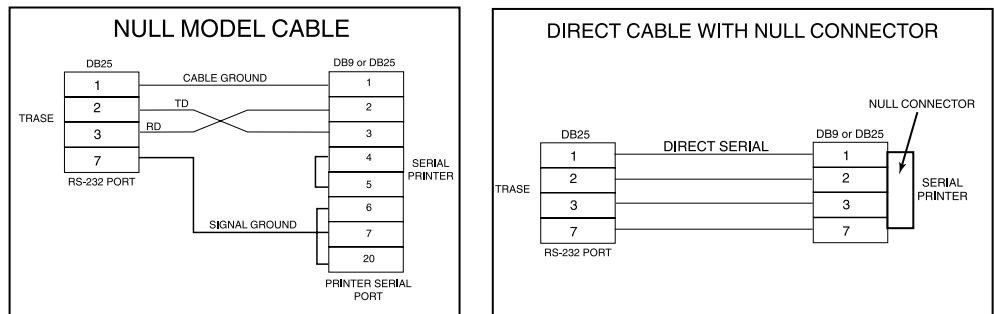 NULL MODEL CABLE
DB25
DB9 or DB25
1
CABLE GROUND
1
2
TD
2
TRASE
3
RD
3
7
4
SERIAL
PRINTER
RS-232 PORT
5
6
SIGNAL GROUND
7
20
PRINTER SERIAL
PORT
DIRECT CABLE WITH NULL CONNECTOR
NULL CONNECTOR
DB25
DB9 or DB25
1
DIRECT SERIAL
1
2
2
TRASE
SERIAL
PRINTER
3
3
7
7
RS-232 PORT